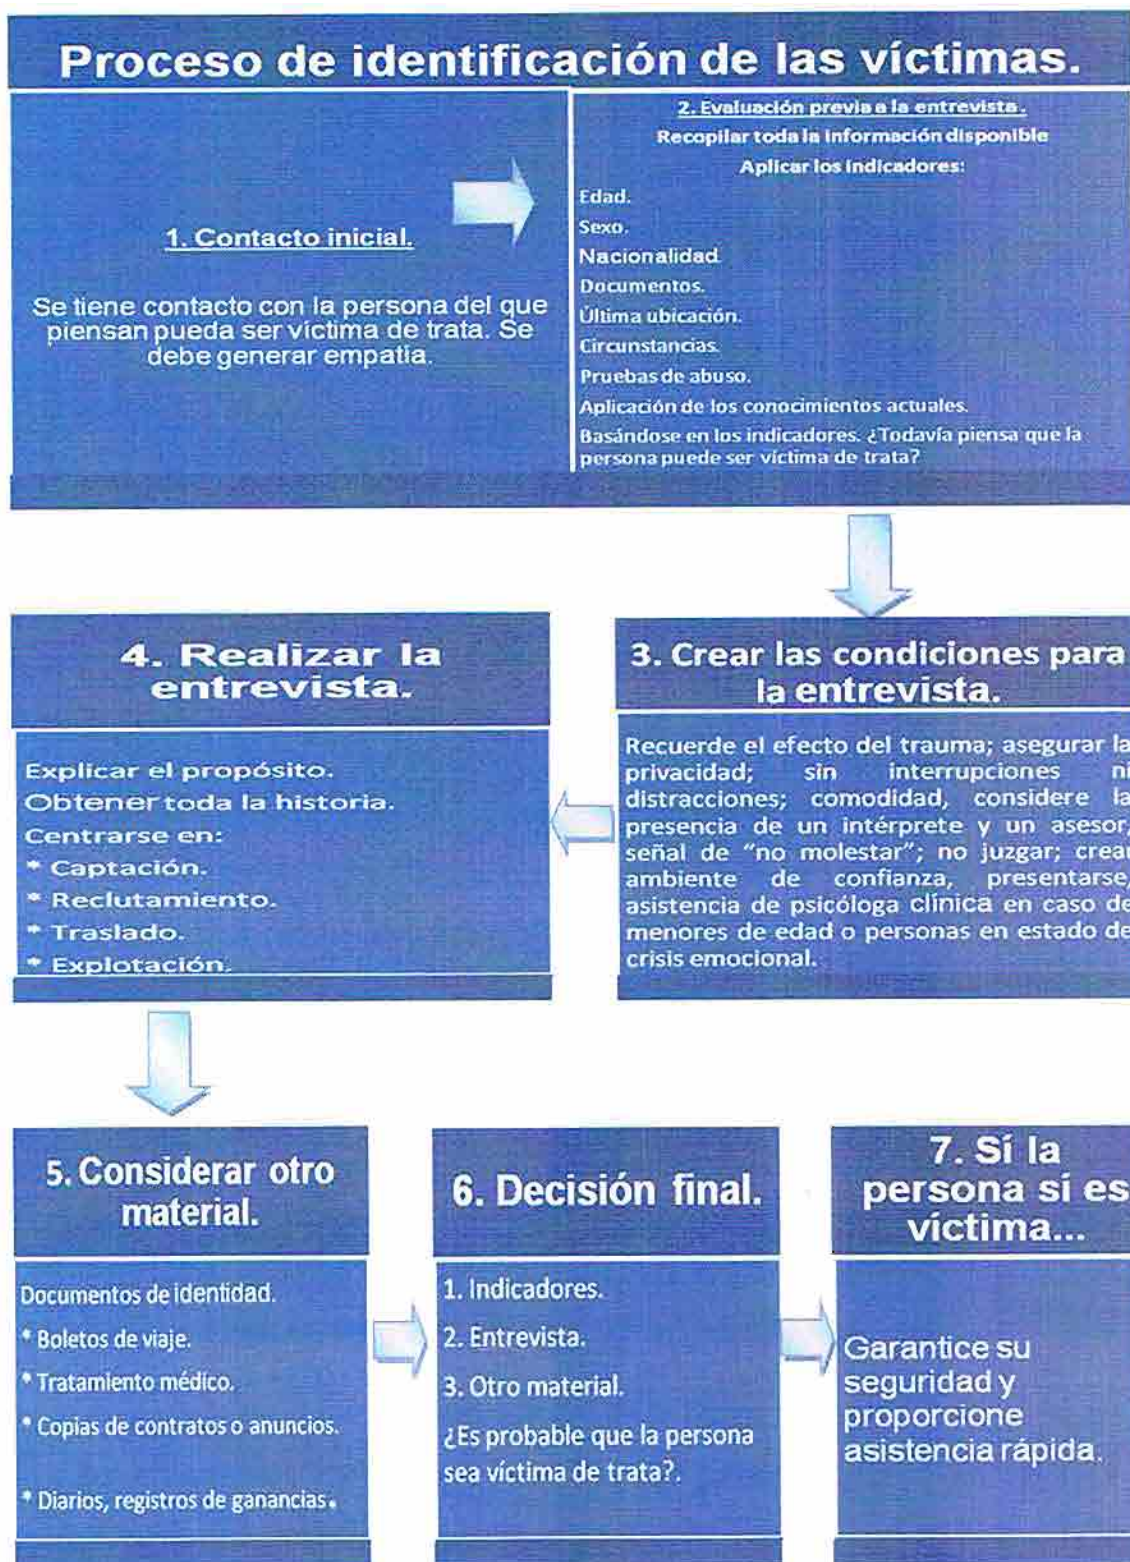 Proceso de identificación de las víctimas.
1. Contacto inicial.
Se tiene contacto con la persona del que
piensan pueda ser víctima de trata. Se
debe generar empatía.
2. Evaluación previa a la entrevista.
Recopilar toda la información disponible
Aplicar los indicadores:
Edad.
Sexo.
Nacionalidad.
Documentos.
Última ubicación.
Circunstancias.
Pruebas de abuso.
Aplicación de los conocimientos actuales.
Basándose en los indicadores. ¿Todavía piensa que la
persona puede ser víctima de trata?
3. Crear las condiciones para
la entrevista.
Recuerde el efecto del trauma; asegurar la
privacidad; sin interrupciones ni
distracciones; comodidad, considere la
presencia de un intérprete y un asesor,
señal de “no molestar”; no juzgar; crear
ambiente de confianza, presentarse,
asistencia de psicóloga clínica en caso de
menores de edad o personas en estado de
crisis emocional.
4. Realizar la
entrevista.
Explicar el propósito.
Obtener toda la historia.
Centrarse en:
* Captación.
* Reclutamiento.
* Traslado.
* Explotación.
5. Considerar otro
material.
Documentos de identidad.
* Boletos de viaje.
* Tratamiento médico.
* Copias de contratos o anuncios.
* Diarios, registros de ganancias.
6. Decisión final.
1. Indicadores.
2. Entrevista.
3. Otro material.
¿Es probable que la persona
sea víctima de trata?.
7. Sí la
persona si es
víctima...
Garantice su
seguridad y
proporcione
asistencia rápida.